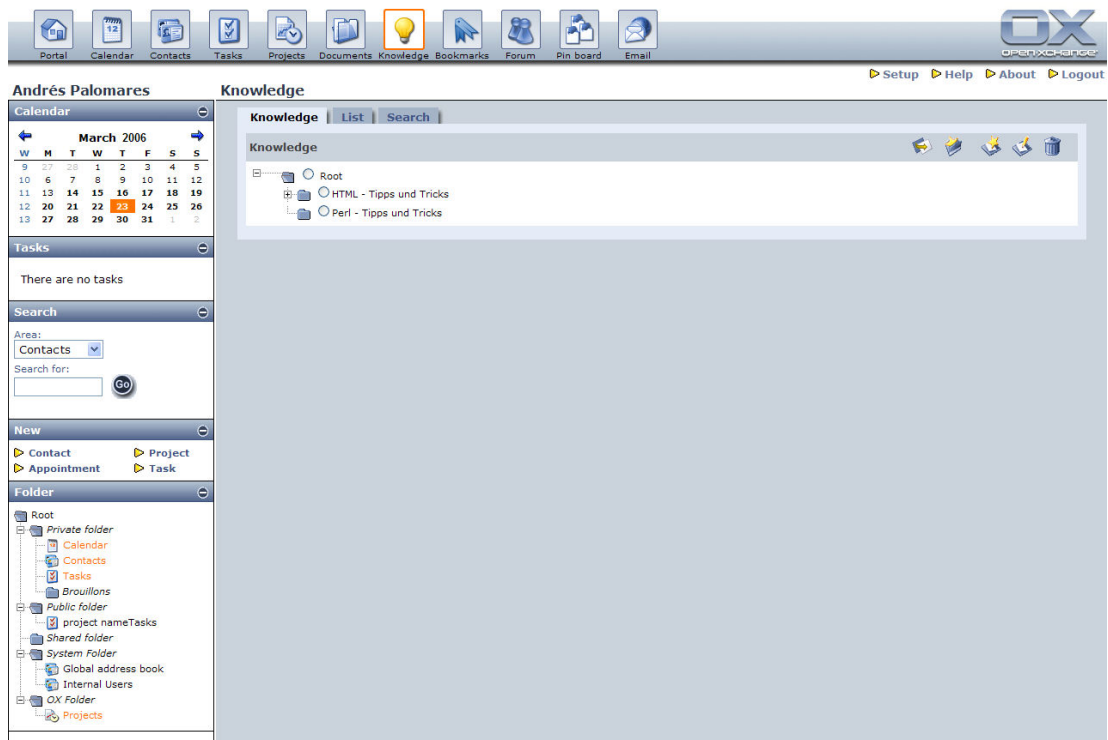 Portal Calendar Contacts Tasks Projects Documents Knowledge Bookmarks Forum Pin board Email
OX
OPEN-XCHANGE
Setup Help About Logout
Andrés Palomares
Knowledge
Calendar
March 2006
W M T W T F S S
9 27 28 1 2 3 4 5
10 6 7 8 9 10 11 12
11 13 14 15 16 17 18 19
12 20 21 22 23 24 25 26
13 27 28 29 30 31 1 2
Tasks
There are no tasks
Search
Area:
Contacts
Search for:
Go
New
Contact Project
Appointment Task
Folder
Root
Private folder
Calendar
Contacts
Tasks
Brouillons
Public folder
project nameTasks
Shared folder
System Folder
Global address book
Internal Users
OX Folder
Projects
Knowledge List Search
Knowledge
Root
HTML - Tipps und Tricks
Perl - Tipps und Tricks